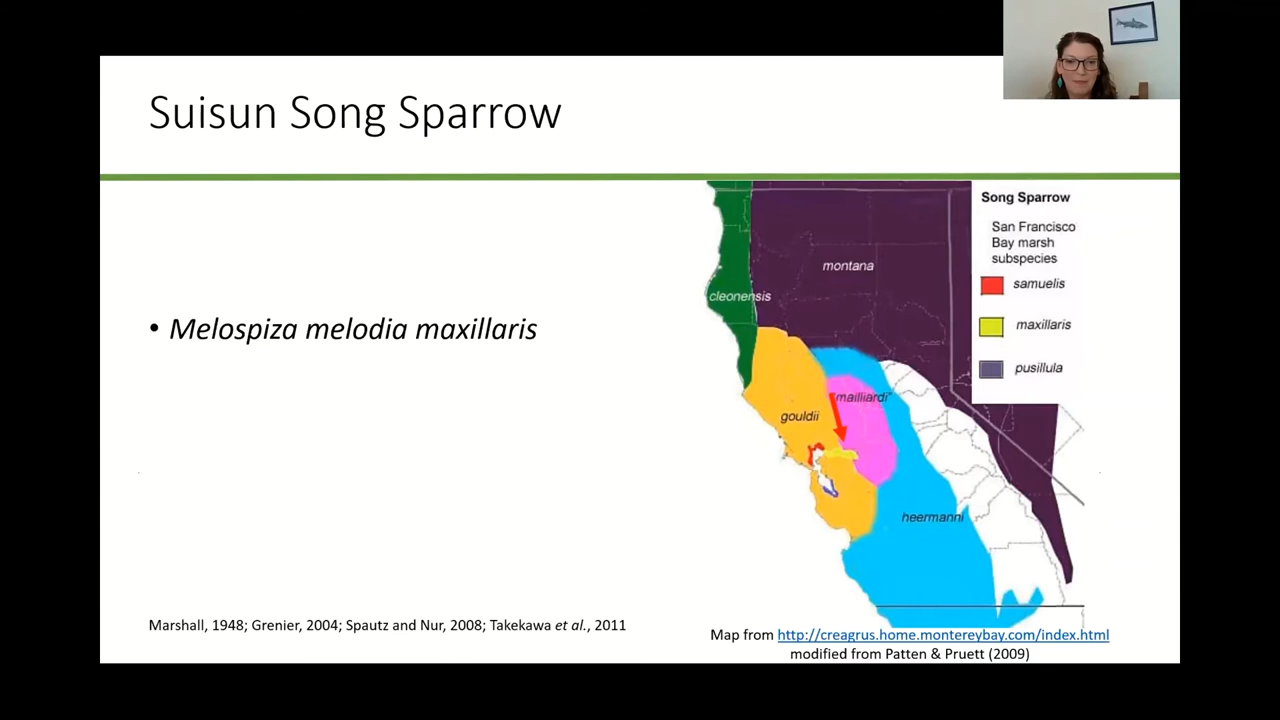 Suisun Song Sparrow
• Melospiza melodia maxillaris
Song Sparrow
San Francisco
Bay marsh
subspecies
samuelis
maxillaris
pusillula
montana
cleonensis
"mailliardi"
gouldii
heermanni
Marshall, 1948; Grenier, 2004; Spautz and Nur, 2008; Takekawa et al., 2011
Map from http://creagrus.home.montereybay.com/index.html
modified from Patten & Pruett (2009)